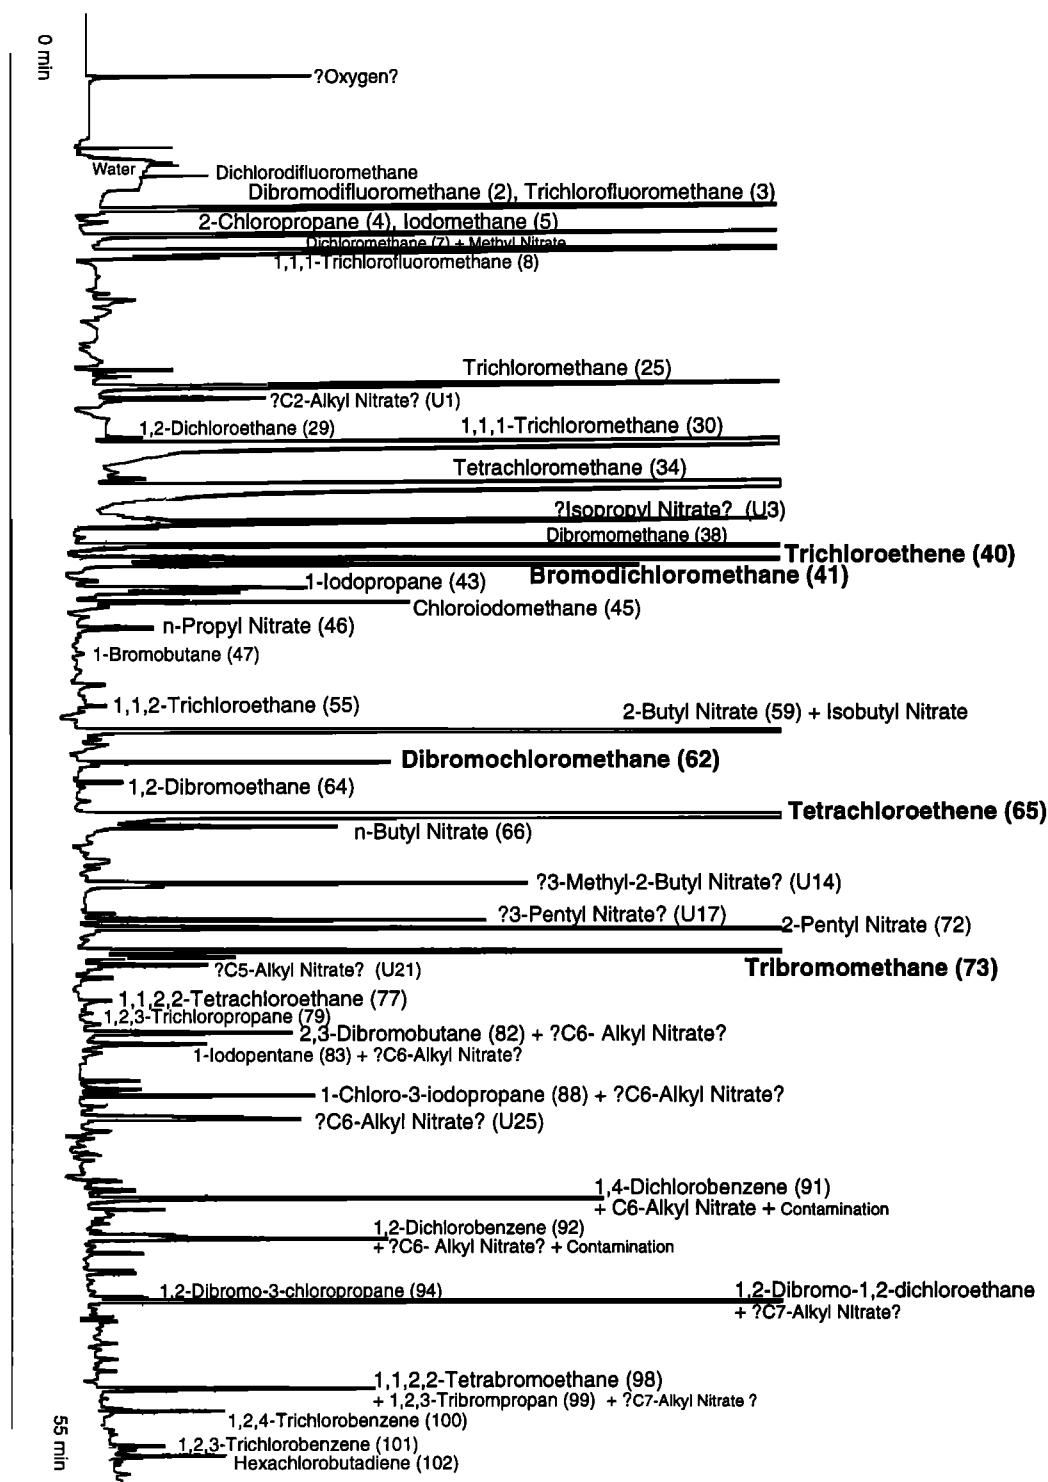 0 min
?Oxygen?
Water
Dichlorodifluoromethane
Dibromodifluoromethane (2), Trichlorofluoromethane (3)
2-Chloropropane (4), Iodomethane (5)
Dichloromethane (7) + Methyl Nitrate
1,1,1-Trichlorofluoromethane (8)
Trichloromethane (25)
?C2-Alkyl Nitrate? (U1)
1,2-Dichloroethane (29)
1,1,1-Trichloromethane (30)
Tetrachloromethane (34)
?Isopropyl Nitrate? (U3)
Dibromomethane (38)
Trichloroethene (40)
Bromodichloromethane (41)
1-Iodopropane (43)
Chloroiodomethane (45)
n-Propyl Nitrate (46)
1-Bromobutane (47)
1,1,2-Trichloroethane (55)
2-Butyl Nitrate (59) + Isobutyl Nitrate
Dibromochloromethane (62)
1,2-Dibromoethane (64)
Tetrachloroethene (65)
n-Butyl Nitrate (66)
?3-Methyl-2-Butyl Nitrate? (U14)
?3-Pentyl Nitrate? (U17)
2-Pentyl Nitrate (72)
?C5-Alkyl Nitrate? (U21)
Tribromomethane (73)
1,1,2,2-Tetrachloroethane (77)
1,2,3-Trichloropropane (79)
2,3-Dibromobutane (82) + ?C6- Alkyl Nitrate?
1-Iodopentane (83) + ?C6-Alkyl Nitrate?
1-Chloro-3-iodopropane (88) + ?C6-Alkyl Nitrate?
?C6-Alkyl Nitrate? (U25)
1,4-Dichlorobenzene (91)
+ C6-Alkyl Nitrate + Contamination
1,2-Dichlorobenzene (92)
+ ?C6- Alkyl Nitrate? + Contamination
1,2-Dibromo-3-chloropropane (94)
1,2-Dibromo-1,2-dichloroethane
+ ?C7-Alkyl NItrate?
1,1,2,2-Tetrabromoethane (98)
+ 1,2,3-Tribrompropan (99) + ?C7-Alkyl Nitrate ?
1,2,4-Trichlorobenzene (100)
1,2,3-Trichlorobenzene (101)
Hexachlorobutadiene (102)
55 min